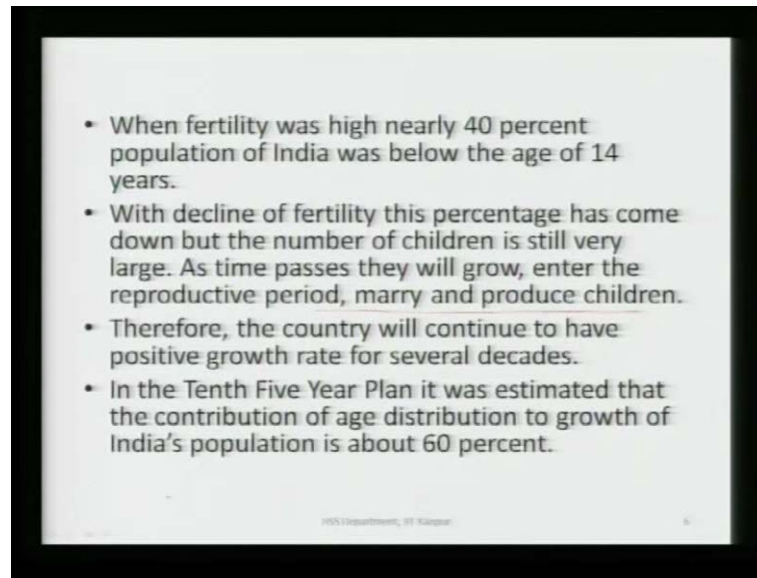 • When fertility was high nearly 40 percent
population of India was below the age of 14
years.
• With decline of fertility this percentage has come
down but the number of children is still very
large. As time passes they will grow, enter the
reproductive period, marry and produce children.
• Therefore, the country will continue to have
positive growth rate for several decades.
• In the Tenth Five Year Plan it was estimated that
the contribution of age distribution to growth of
India's population is about 60 percent.
HSS Department, IIT Kanpur
6